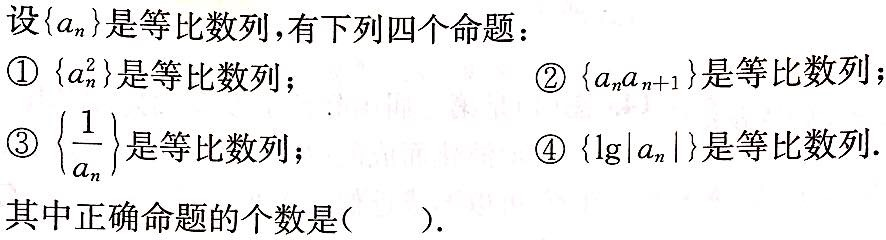 设{aₙ}是等比数列,有下列四个命题:
① {aₙ²}是等比数列; ② {aₙaₙ₊₁}是等比数列;
③ {1/aₙ}是等比数列; ④ {lg|aₙ|}是等比数列.
其中正确命题的个数是( ).